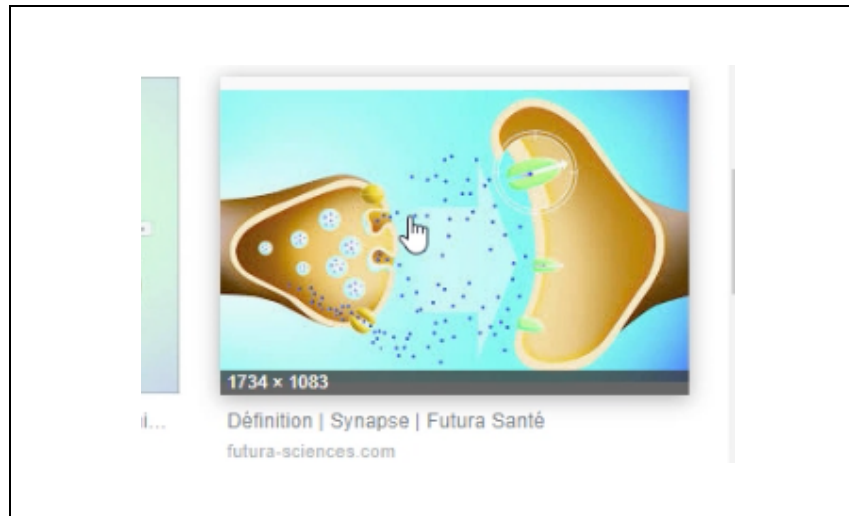 1734 × 1083
i...
Définition | Synapse | Futura Santé
futura-sciences.com